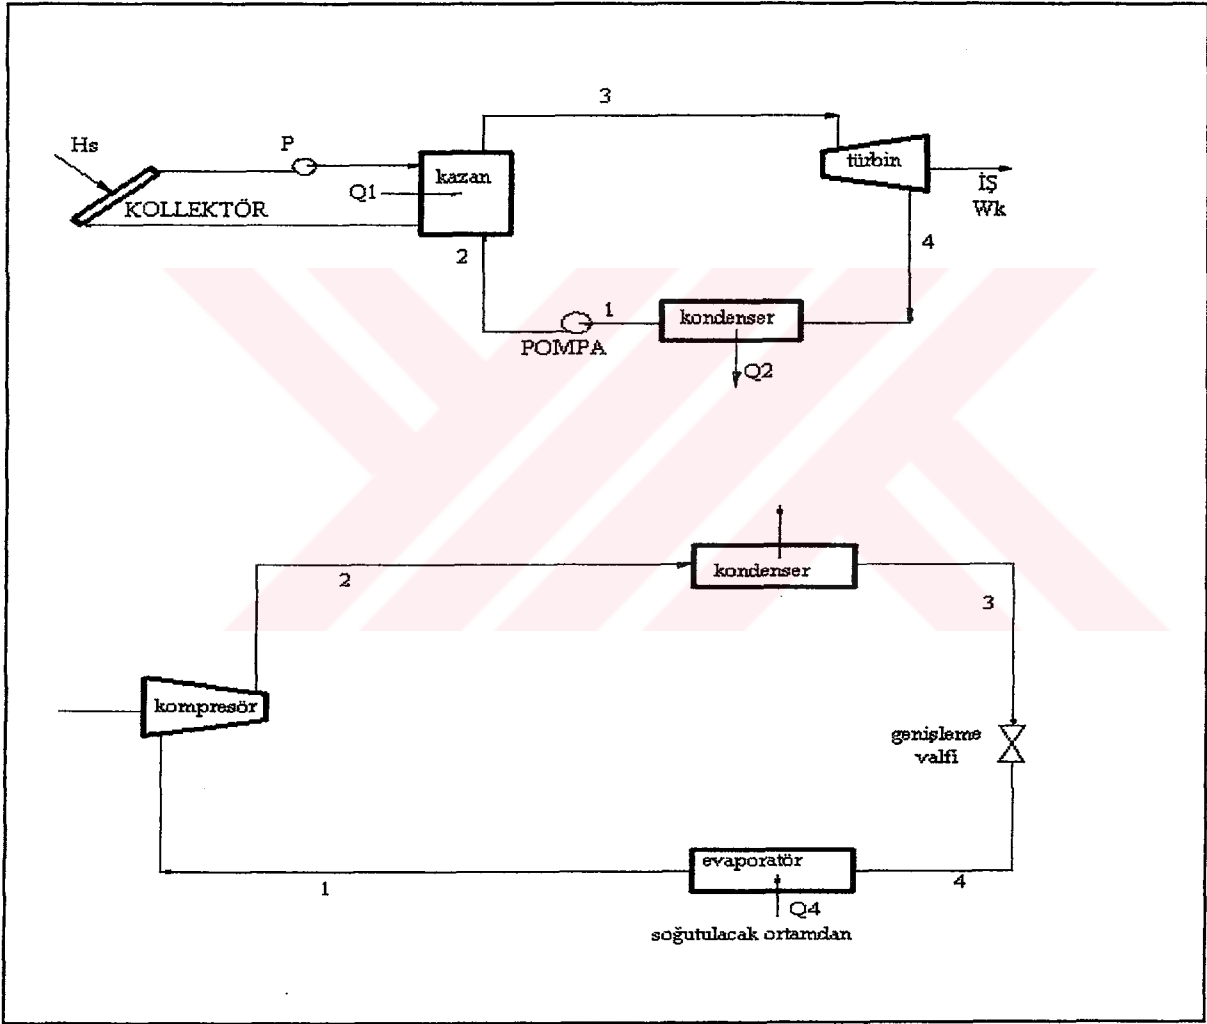 3
Hs
P
türbin
kazan
Q1
İŞ
Wk
KOLLEKTÖR
2
4
1
kondenser
POMPA
Q2
kondenser
2
3
kompresör
genişleme
valfi
evaporatör
1
4
Q4
soğutulacak ortamdan